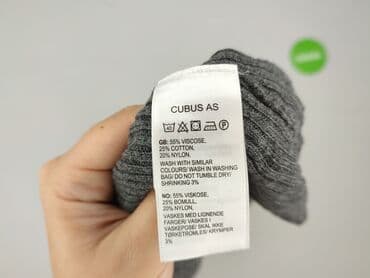 CUBUS AS
GB: 55% VISCOSE,
25% COTTON,
20% NYLON.
WASH WITH SIMILAR
COLOURS/ WASH IN WASHING
BAG/ DO NOT TUMBLE DRY/
SHRINKING 3%
NO: 55% VISKOSE,
25% BOMULL,
20% NYLON.
VASKES MED LIGNENDE
FARGER/ VASKES I
VASKEPOSE/ SKAL IKKE
TØRKETROMLES/ KRYMPER
3%